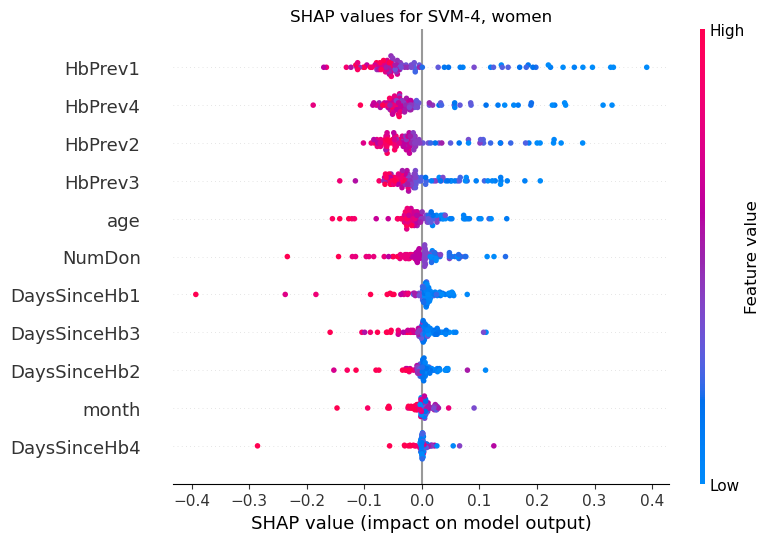 SHAP values for SVM-4, women
High
HbPrev1
HbPrev4
HbPrev2
HbPrev3
age
NumDon
DaysSinceHb1
DaysSinceHb3
DaysSinceHb2
month
DaysSinceHb4
Feature value
Low
−0.4 −0.3 −0.2 −0.1 0.0 0.1 0.2 0.3 0.4
SHAP value (impact on model output)